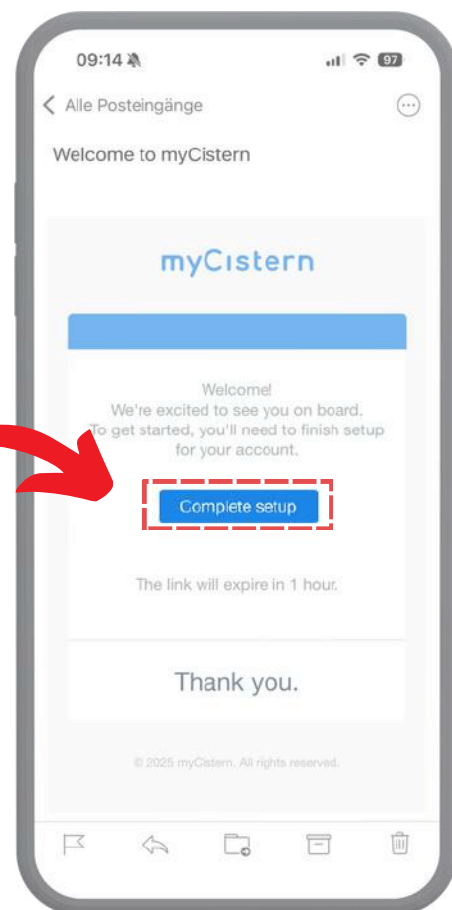 09:14
97
Alle Posteingänge
Welcome to myCistern
myCistern
Welcome!
We're excited to see you on board.
To get started, you'll need to finish setup
for your account.
Complete setup
The link will expire in 1 hour.
Thank you.
© 2025 myCistern. All rights reserved.